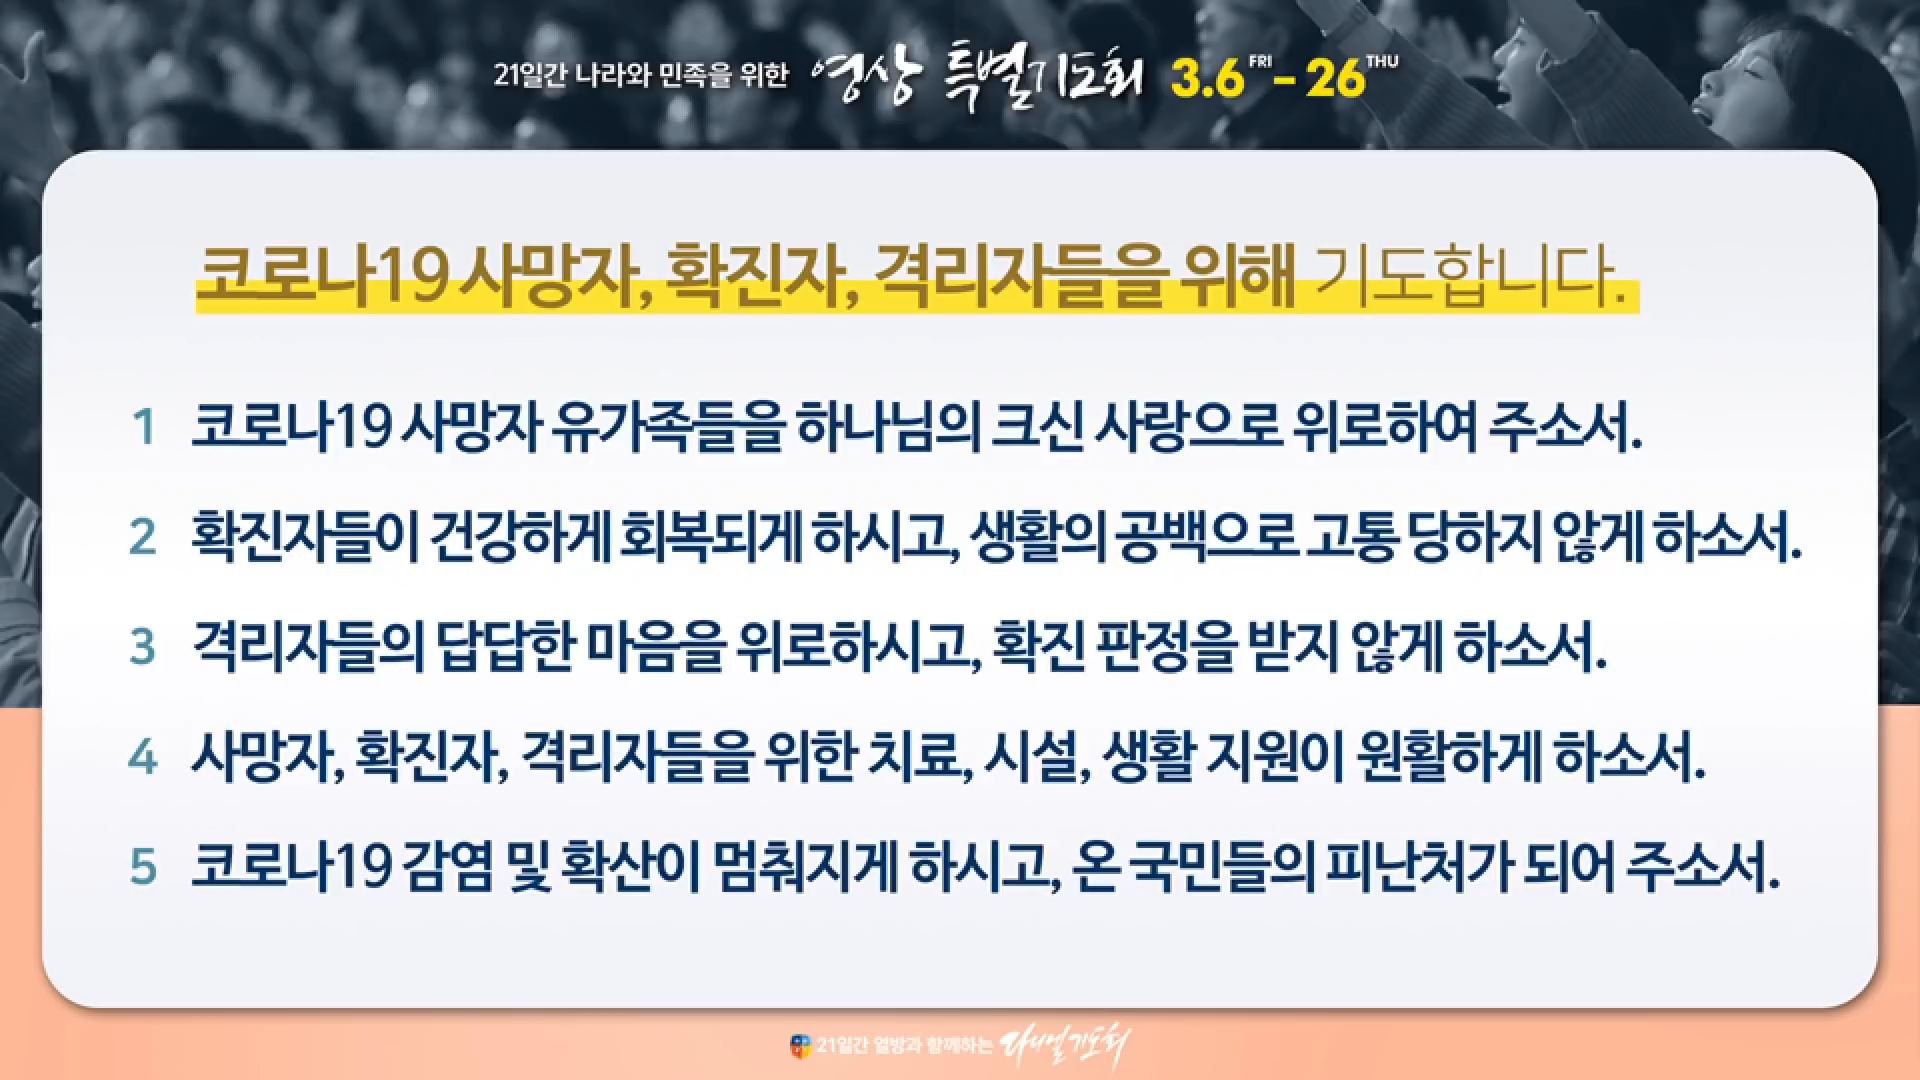 21일간 나라와 민족을 위한 영상 특별기도회 3.6 FRI - 26 THU
코로나19 사망자, 확진자, 격리자들을 위해 기도합니다.
1 코로나19 사망자 유가족들을 하나님의 크신 사랑으로 위로하여 주소서.
2 확진자들이 건강하게 회복되게 하시고, 생활의 공백으로 고통 당하지 않게 하소서.
3 격리자들의 답답한 마음을 위로하시고, 확진 판정을 받지 않게 하소서.
4 사망자, 확진자, 격리자들을 위한 치료, 시설, 생활 지원이 원활하게 하소서.
5 코로나19 감염 및 확산이 멈춰지게 하시고, 온 국민들의 피난처가 되어 주소서.
21일간 열방과 함께하는 다니엘기도회